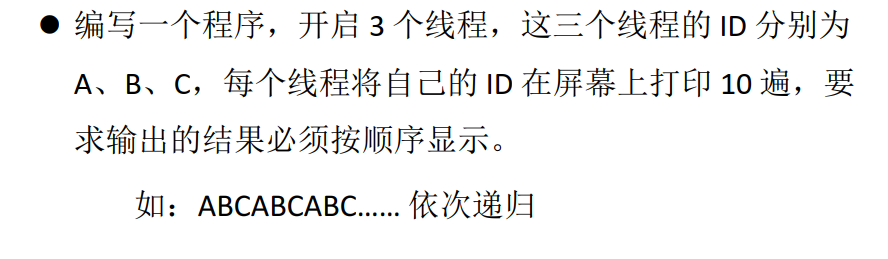 ● 编写一个程序，开启 3 个线程，这三个线程的 ID 分别为
A、B、C，每个线程将自己的 ID 在屏幕上打印 10 遍，要
求输出的结果必须按顺序显示。
如：ABCABCABC…… 依次递归